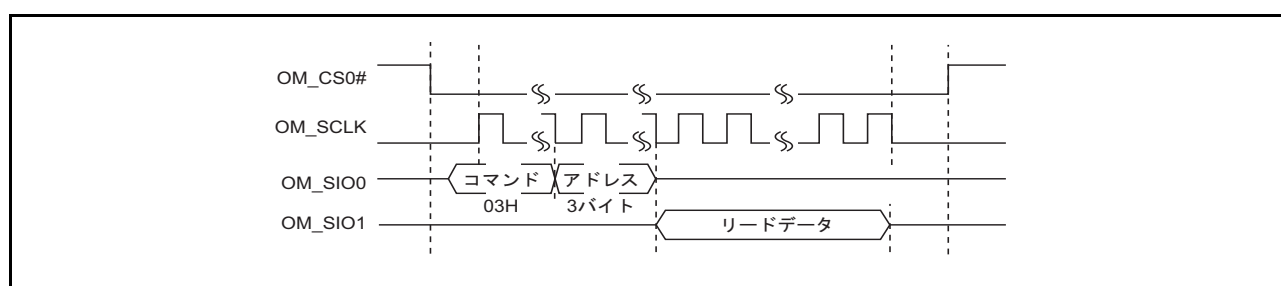 OM_CS0#
OM_SCLK
OM_SIO0
コマンド
アドレス
03H
3バイト
OM_SIO1
リードデータ